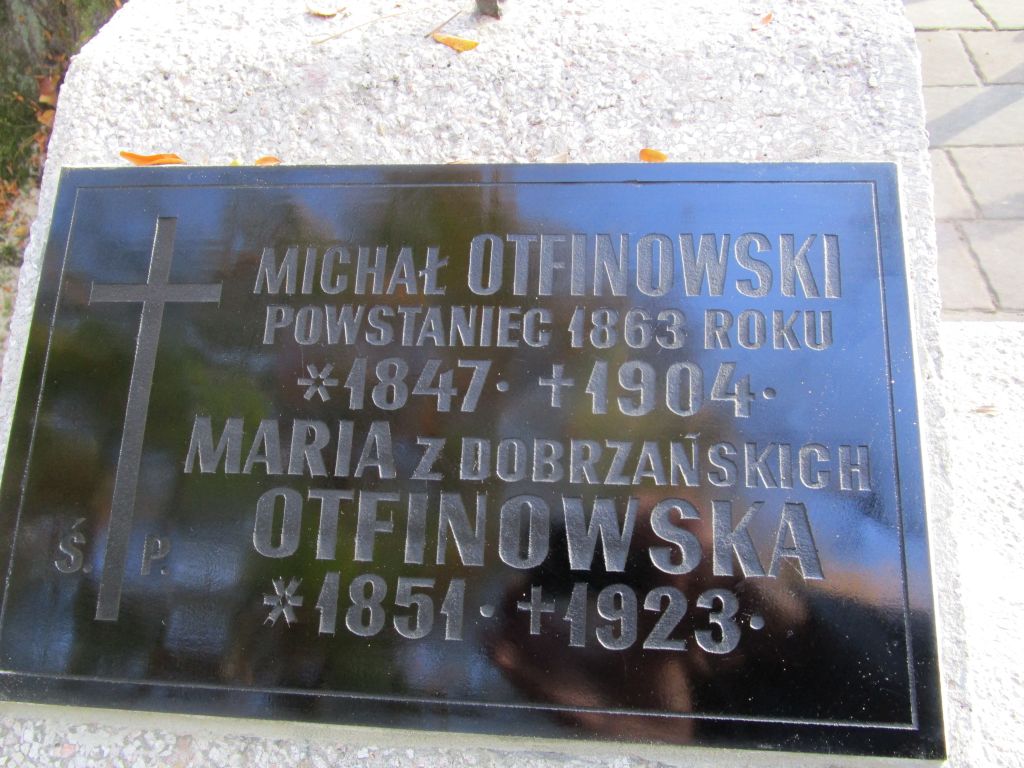 MICHAŁ OTFINOWSKI
POWSTANIEC 1863 ROKU
*1847· +1904·
MARIA Z DOBRZAŃSKICH
OTFINOWSKA
*1851· +1923·
Ś. P.